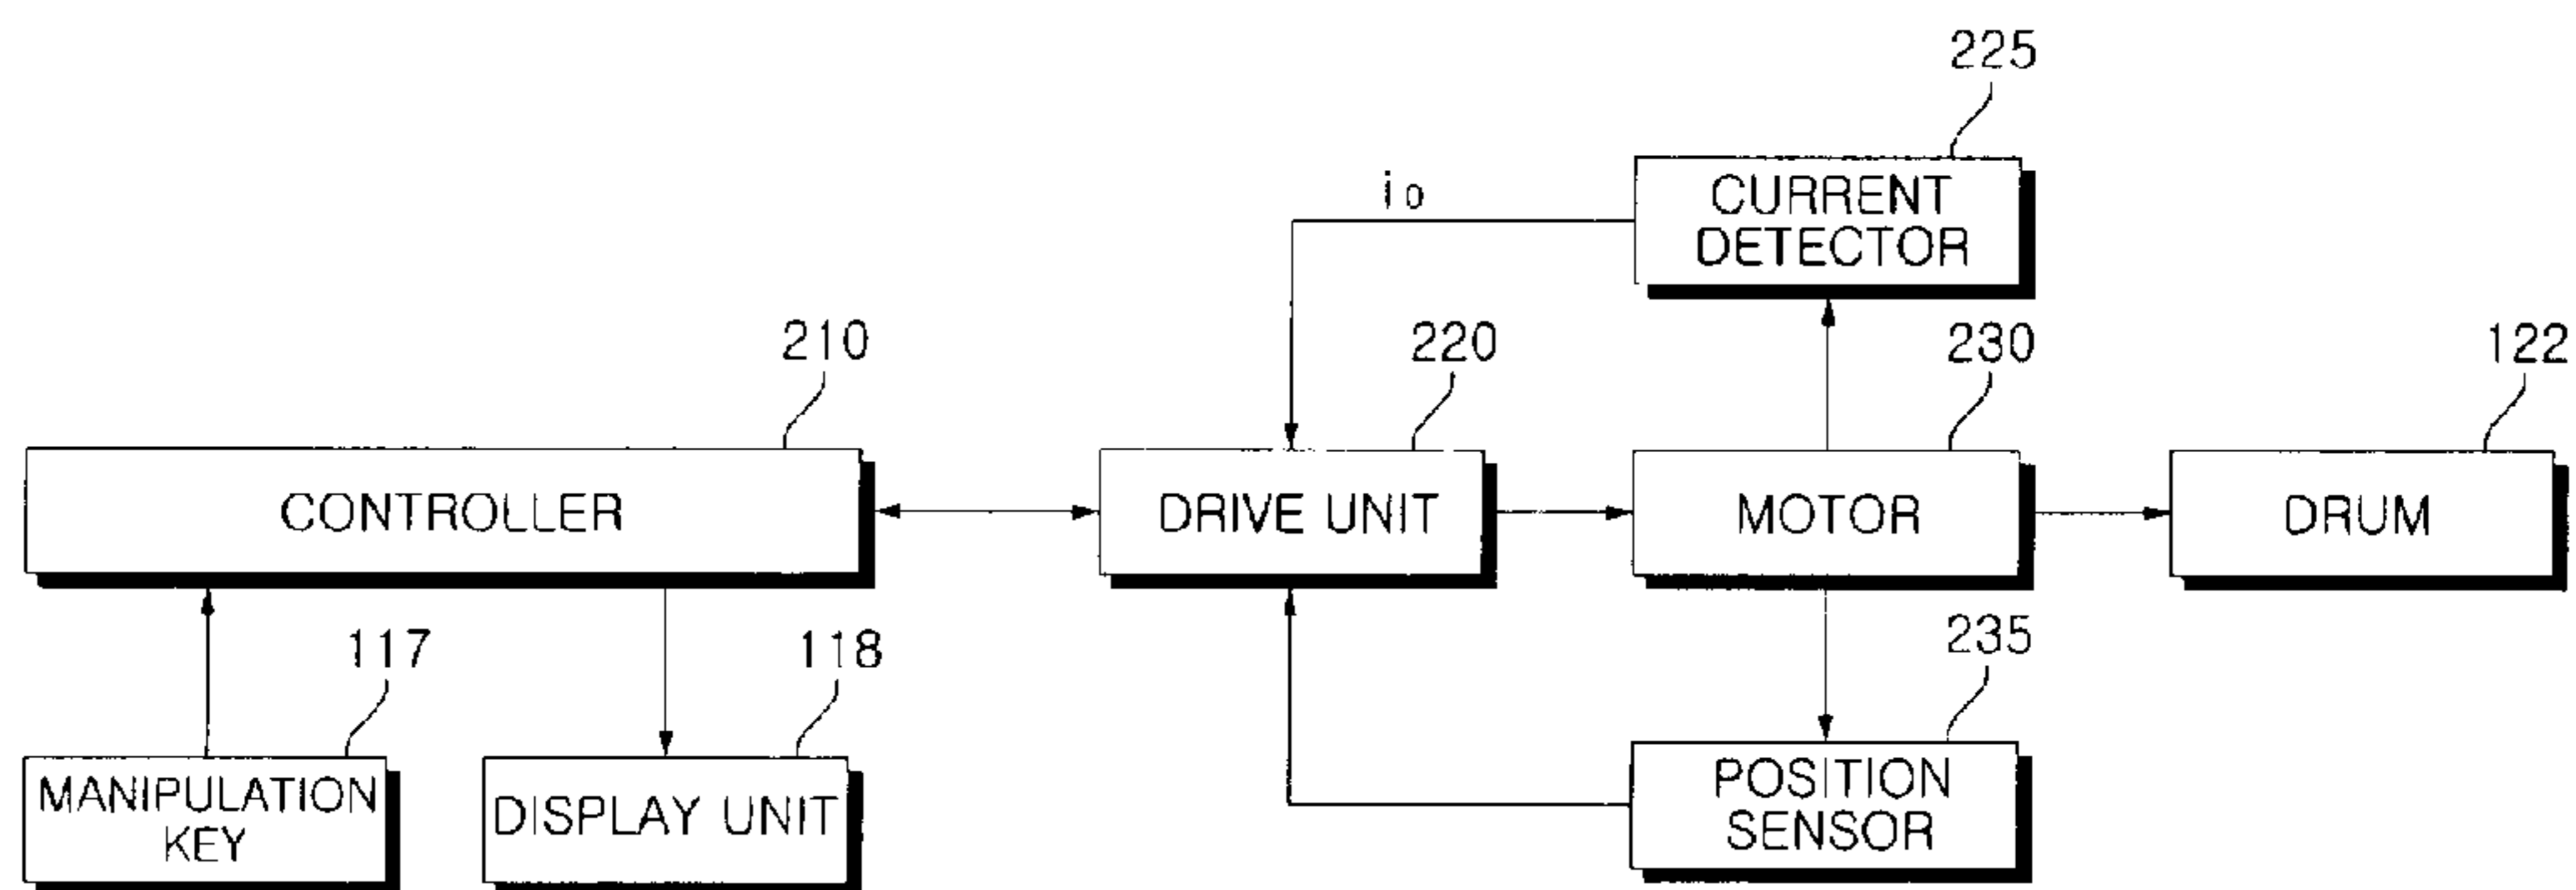 225
io
CURRENT
DETECTOR
210
220
230
122
CONTROLLER
DRIVE UNIT
MOTOR
DRUM
117
118
235
MANIPULATION
KEY
DISPLAY UNIT
POSITION
SENSOR